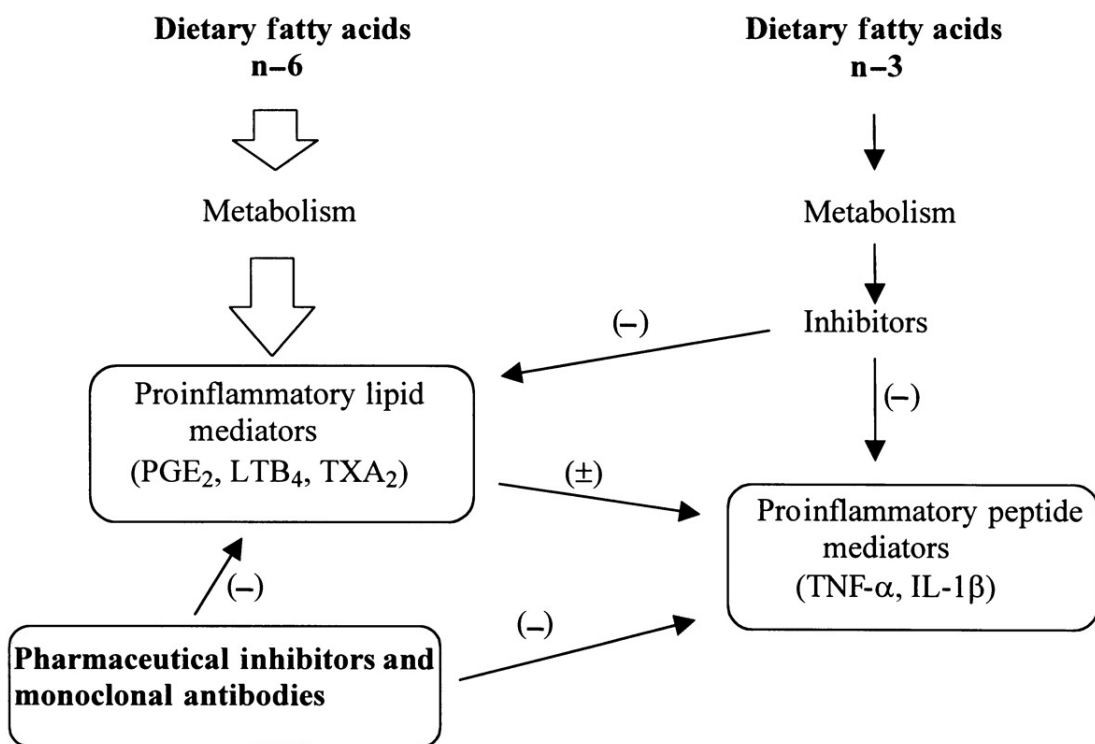 Dietary fatty acids
n–6
Dietary fatty acids
n–3
Metabolism
Metabolism
Inhibitors
(–)
(–)
Proinflammatory lipid
mediators
(PGE₂, LTB₄, TXA₂)
(±)
Proinflammatory peptide
mediators
(TNF-α, IL-1β)
(–)
(–)
Pharmaceutical inhibitors and
monoclonal antibodies